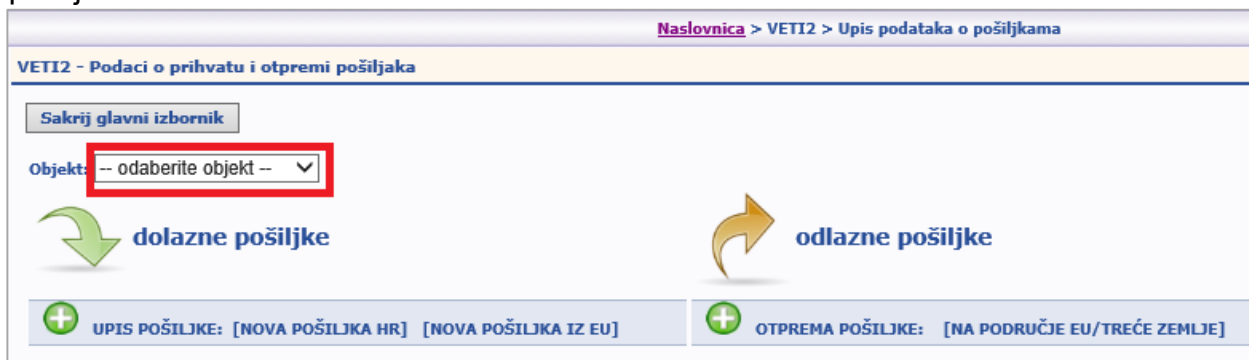 Naslovnica > VETI2 > Upis podataka o pošiljkama
VETI2 - Podaci o prihvatu i otpremi pošiljaka
Sakrij glavni izbornik
Objekt: -- odaberite objekt --
dolazne pošiljke
odlazne pošiljke
UPIS POŠILJKE: [NOVA POŠILJKA HR] [NOVA POŠILJKA IZ EU]
OTPREMA POŠILJKE: [NA PODRUČJE EU/TREĆE ZEMLJE]